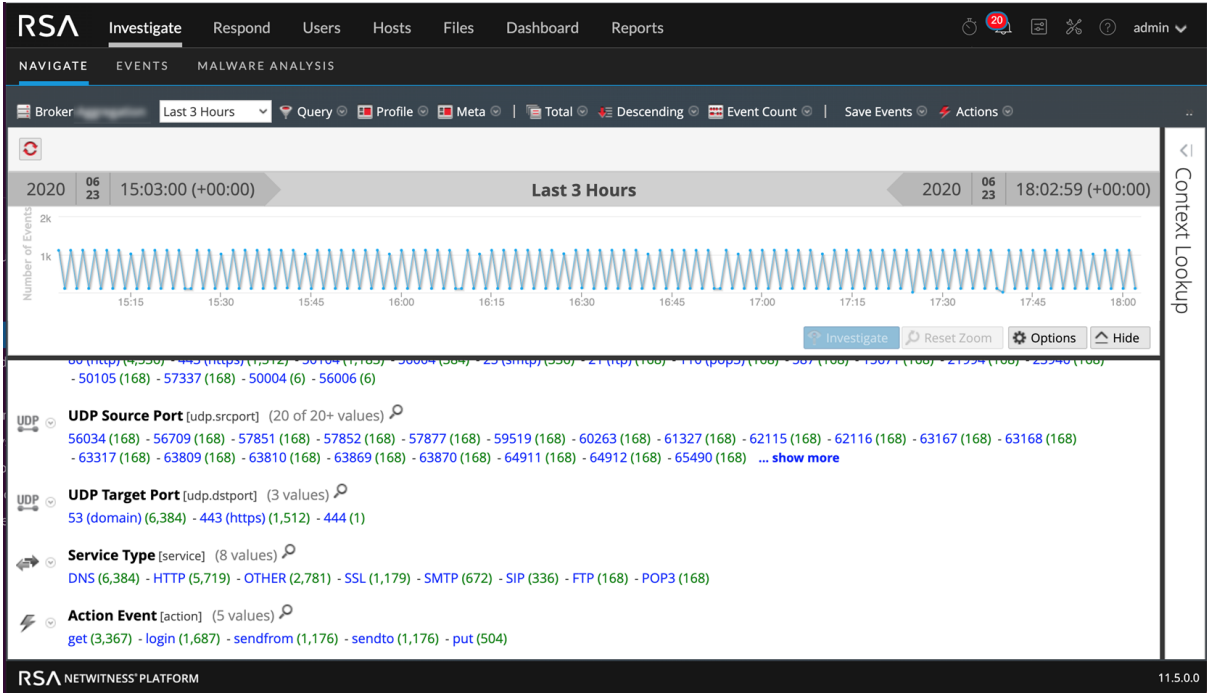 RSA Investigate Respond Users Hosts Files Dashboard Reports 20 admin
NAVIGATE EVENTS MALWARE ANALYSIS
Broker Last 3 Hours Query Profile Meta | Total Descending Event Count | Save Events Actions
2020 06 23 15:03:00 (+00:00) Last 3 Hours 2020 06 23 18:02:59 (+00:00)
Context Lookup
Number of Events
2k
1k
15:15 15:30 15:45 16:00 16:15 16:30 16:45 17:00 17:15 17:30 17:45 18:00
Investigate Reset Zoom Options Hide
- 50105 (168) - 57337 (168) - 50004 (6) - 56006 (6)
UDP UDP Source Port [udp.srcport] (20 of 20+ values)
56034 (168) - 56709 (168) - 57851 (168) - 57852 (168) - 57877 (168) - 59519 (168) - 60263 (168) - 61327 (168) - 62115 (168) - 62116 (168) - 63167 (168) - 63168 (168)
- 63317 (168) - 63809 (168) - 63810 (168) - 63869 (168) - 63870 (168) - 64911 (168) - 64912 (168) - 65490 (168) ... show more
UDP UDP Target Port [udp.dstport] (3 values)
53 (domain) (6,384) - 443 (https) (1,512) - 444 (1)
Service Type [service] (8 values)
DNS (6,384) - HTTP (5,719) - OTHER (2,781) - SSL (1,179) - SMTP (672) - SIP (336) - FTP (168) - POP3 (168)
Action Event [action] (5 values)
get (3,367) - login (1,687) - sendfrom (1,176) - sendto (1,176) - put (504)
RSA NETWITNESS® PLATFORM 11.5.0.0